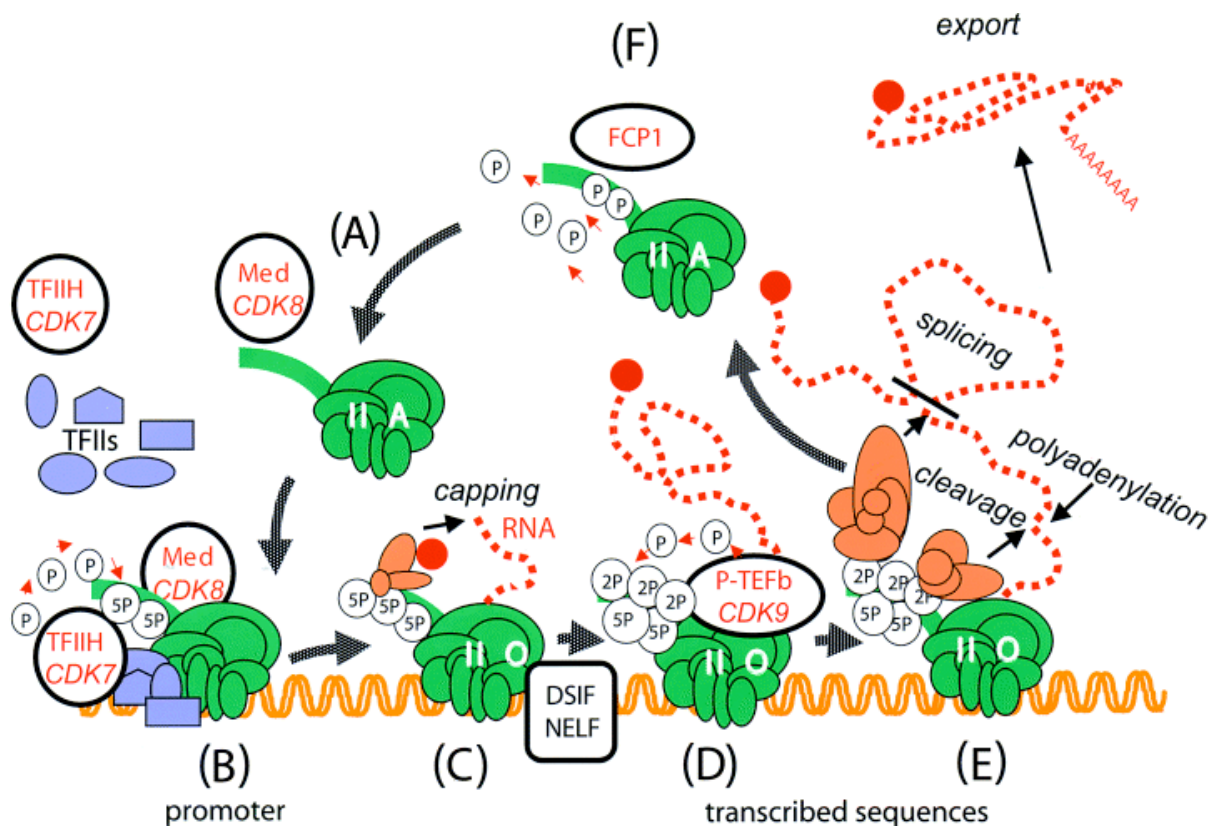 export
(F)
FCP1
P
P
P
P
P
II A
AAAAAAAAA
(A)
Med
CDK8
TFIIH
CDK7
II A
TFIIs
splicing
polyadenylation
cleavage
capping
RNA
P
P
P
5P
5P
Med
CDK8
TFIIH
CDK7
5P
5P
5P
II O
DSIF
NELF
P
P
2P
2P
2P
5P
5P
P-TEFb
CDK9
II O
2P
2P
2P
5P
5P
II O
(B)
(C)
(D)
(E)
promoter
transcribed sequences